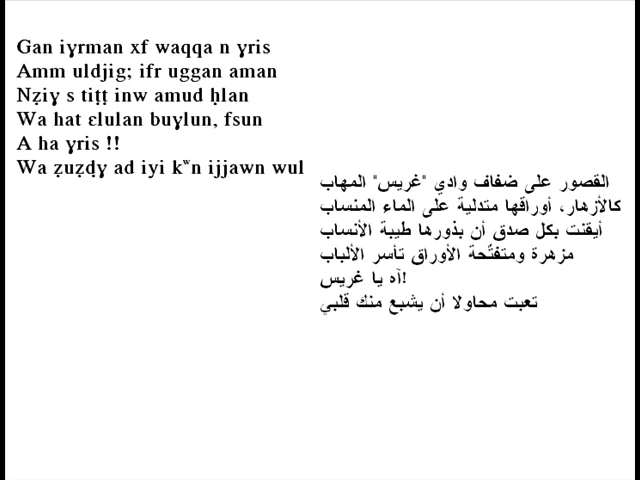 Gan iɣrman xf waqqa n ɣris
Amm uldjig; ifr uggan aman
Nẓiɣ s tiṭṭ inw amud ḥlan
Wa hat ɛlulan buɣlun, fsun
A ha ɣris !!
Wa ẓuẓḍɣ ad iyi kʷn ijjawn wul
القصور على ضفاف وادي "غريس" المهاب
كالأزهار، أوراقها متدلية على الماء المنساب
أيقنت بكل صدق أن بذورها طيبة الأنساب
مزهرة ومتفتّحة الأوراق تأسر الألباب
آه يا غريس!
تعبت محاولا أن يشبع منك قلبي